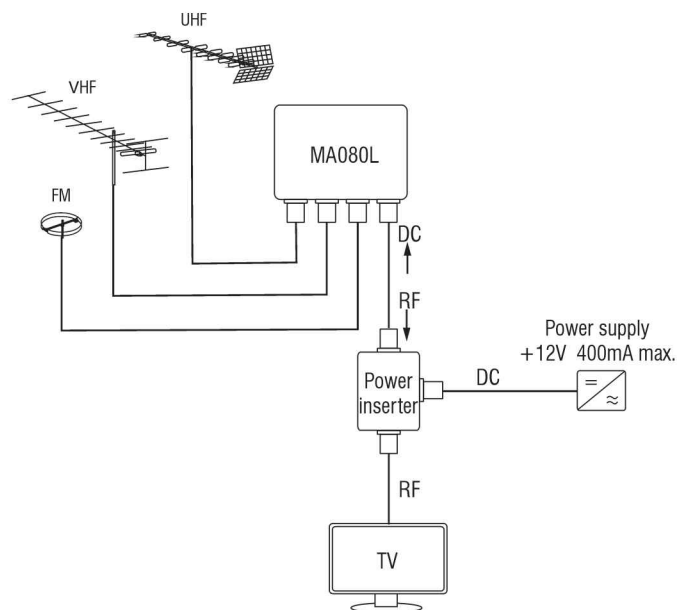 UHF
VHF
FM
MA080L
DC
RF
Power supply
+12V 400mA max.
Power
inserter
DC
RF
TV